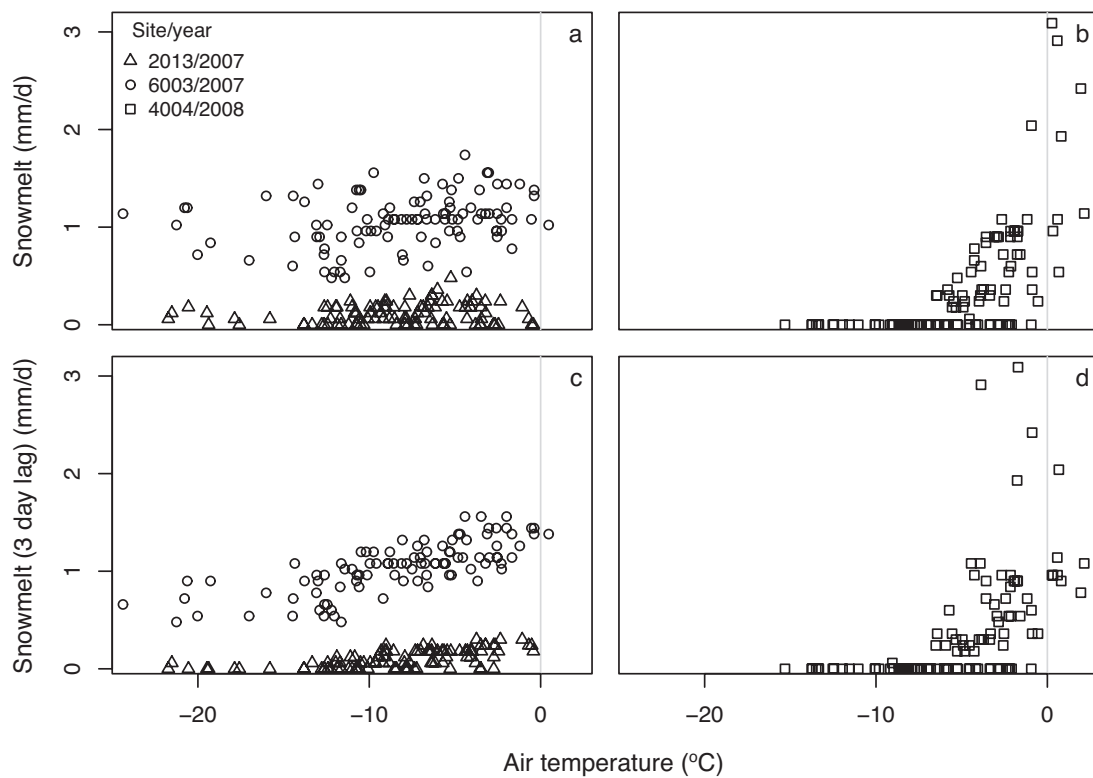 Site/year
2013/2007
6003/2007
4004/2008
a
b
Snowmelt (mm/d)
3
2
1
0
c
d
Snowmelt (3 day lag) (mm/d)
3
2
1
0
−20
−10
0
−20
−10
0
Air temperature (°C)